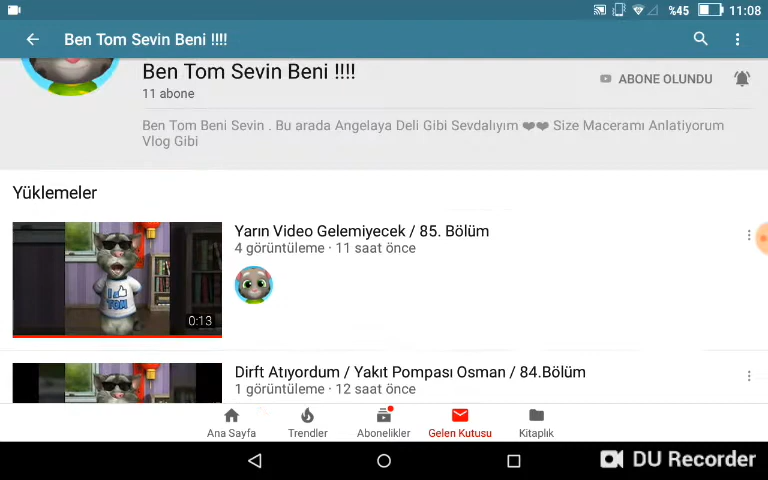 %45 11:08
Ben Tom Sevin Beni !!!!
Ben Tom Sevin Beni !!!!
11 abone
ABONE OLUNDU
Ben Tom Beni Sevin . Bu arada Angelaya Deli Gibi Sevdalıyım ❤❤ Size Maceramı Anlatiyorum
Vlog Gibi
Yüklemeler
Yarın Video Gelemiyecek / 85. Bölüm
4 görüntüleme · 11 saat önce
I TOM
0:13
Dirft Atıyordum / Yakıt Pompası Osman / 84.Bölüm
1 görüntüleme · 12 saat önce
Ana Sayfa Trendler Abonelikler Gelen Kutusu Kitaplık
DU Recorder